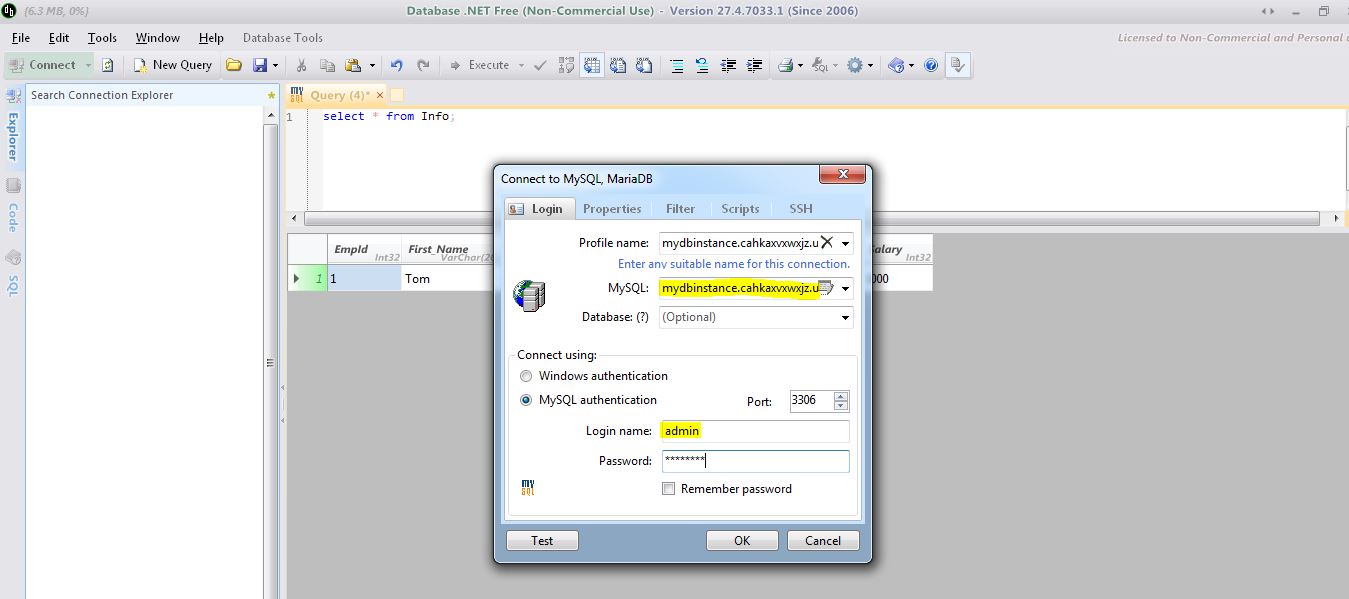 {6.3 MB, 0%}
Database .NET Free (Non-Commercial Use) - Version 27.4.7033.1 (Since 2006)
File Edit Tools Window Help Database Tools
Licensed to Non-Commercial and Personal u
Connect New Query Execute SQL
Search Connection Explorer
Explorer
Code
SQL
my sql Query (4)* ×
1 select * from Info;
EmpId Int32 First_Name VarChar(20 Salary Int32
1 1 Tom 000
Connect to MySQL, MariaDB
Login Properties Filter Scripts SSH
Profile name: mydbinstance.cahkaxvxwxjz.u
Enter any suitable name for this connection.
MySQL: mydbinstance.cahkaxvxwxjz.u
Database: (?) (Optional)
Connect using:
Windows authentication
MySQL authentication Port: 3306
Login name: admin
Password: ********
my sql
Remember password
Test OK Cancel